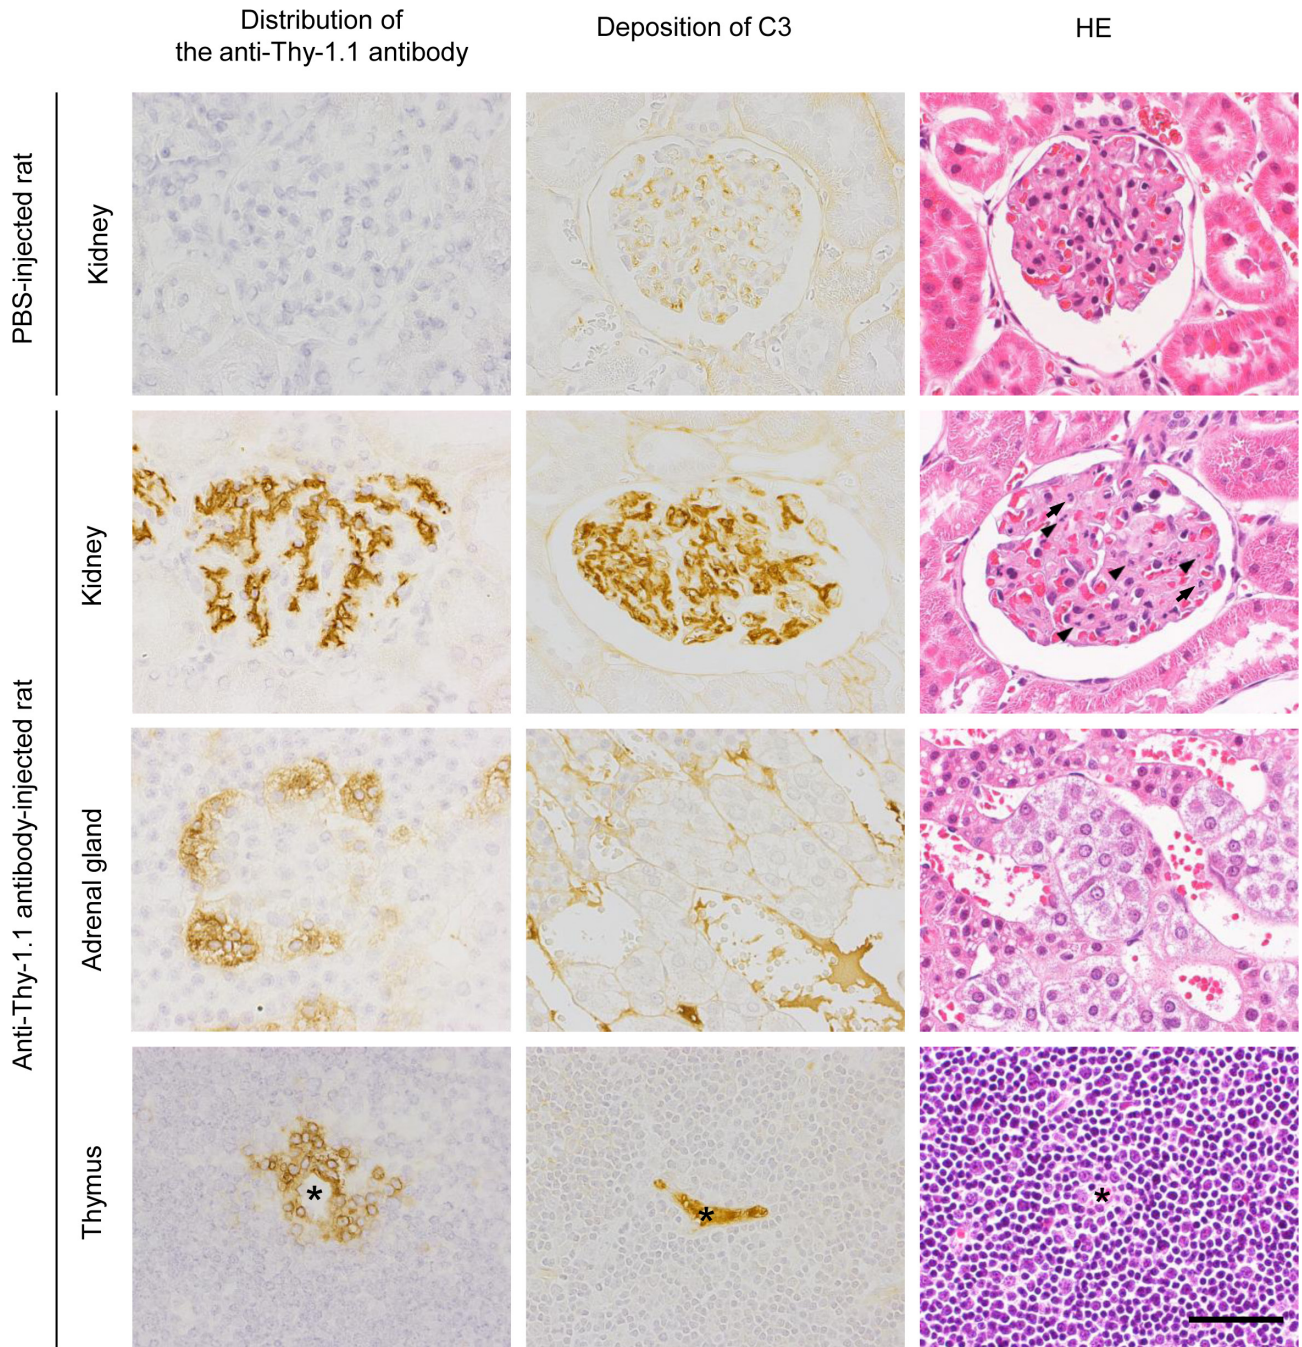 Distribution of
the anti-Thy-1.1 antibody
Deposition of C3
HE
PBS-injected rat
Kidney
Anti-Thy-1.1 antibody-injected rat
Kidney
Adrenal gland
Thymus
*
*
*